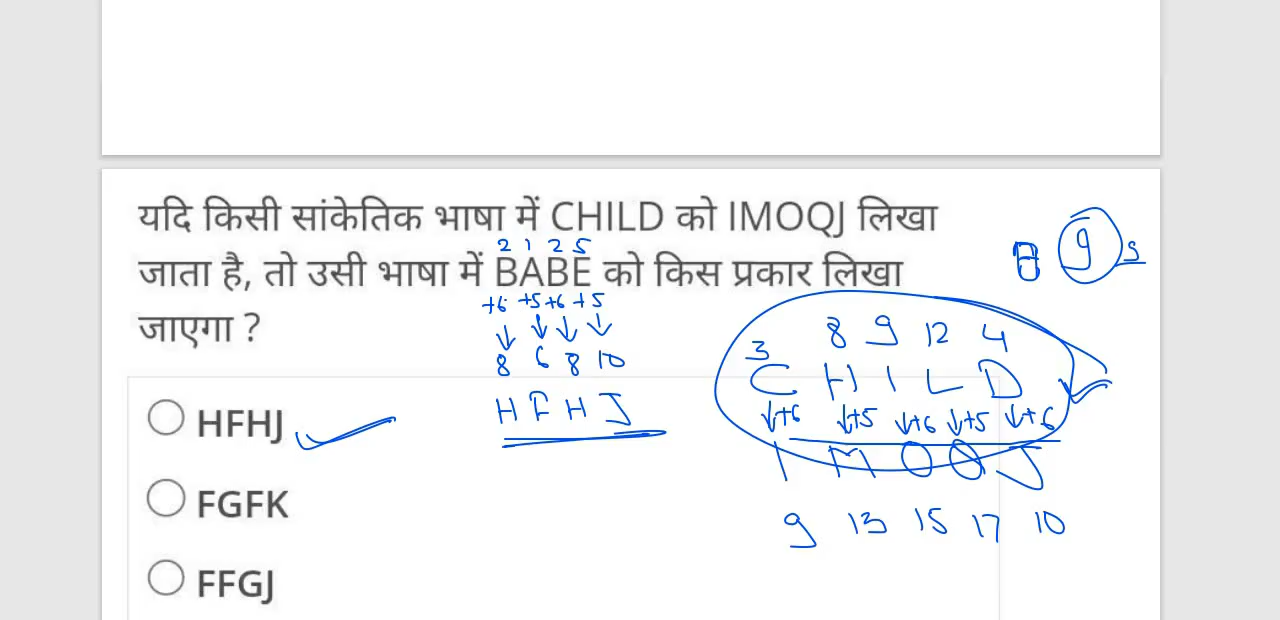 यदि किसी सांकेतिक भाषा में CHILD को IMOQJ लिखा
2 1 2 5
जाता है, तो उसी भाषा में BABE को किस प्रकार लिखा
जाएगा ?
+6 +5 +6 +5
8 6 8 10
H F H J
HFHJ
FGFK
FFGJ
9 5
3 8 9 12 4
C H I L D
+6 +5 +6 +5 +6
I M O Q J
9 13 15 17 10